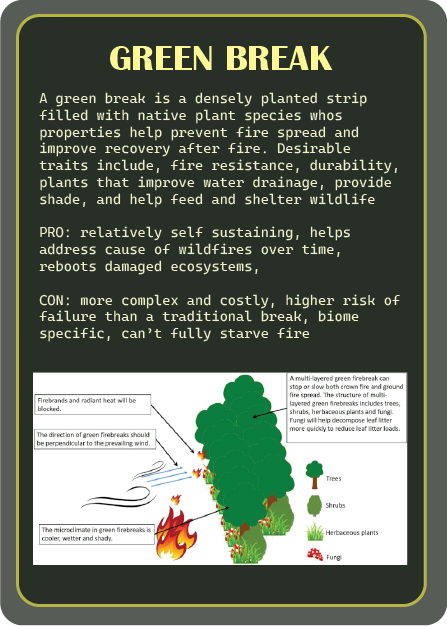 GREEN BREAK
A green break is a densely planted strip
filled with native plant species whos
properties help prevent fire spread and
improve recovery after fire. Desirable
traits include, fire resistance, durability,
plants that improve water drainage, provide
shade, and help feed and shelter wildlife
PRO: relatively self sustaining, helps
address cause of wildfires over time,
reboots damaged ecosystems,
CON: more complex and costly, higher risk of
failure than a traditional break, biome
specific, can't fully starve fire
A multi-layered green firebreak can
stop or slow both crown fire and ground
fire spread. The structure of multi-
layered green firebreaks includes trees,
shrubs, herbaceous plants and fungi.
Fungi will help decompose leaf litter
more quickly to reduce leaf litter loads.
Firebrands and radiant heat will be
blocked.
The direction of green firebreaks should
be perpendicular to the prevailing wind.
The microclimate in green firebreaks is
cooler, wetter and shady.
Trees
Shrubs
Herbaceous plants
Fungi